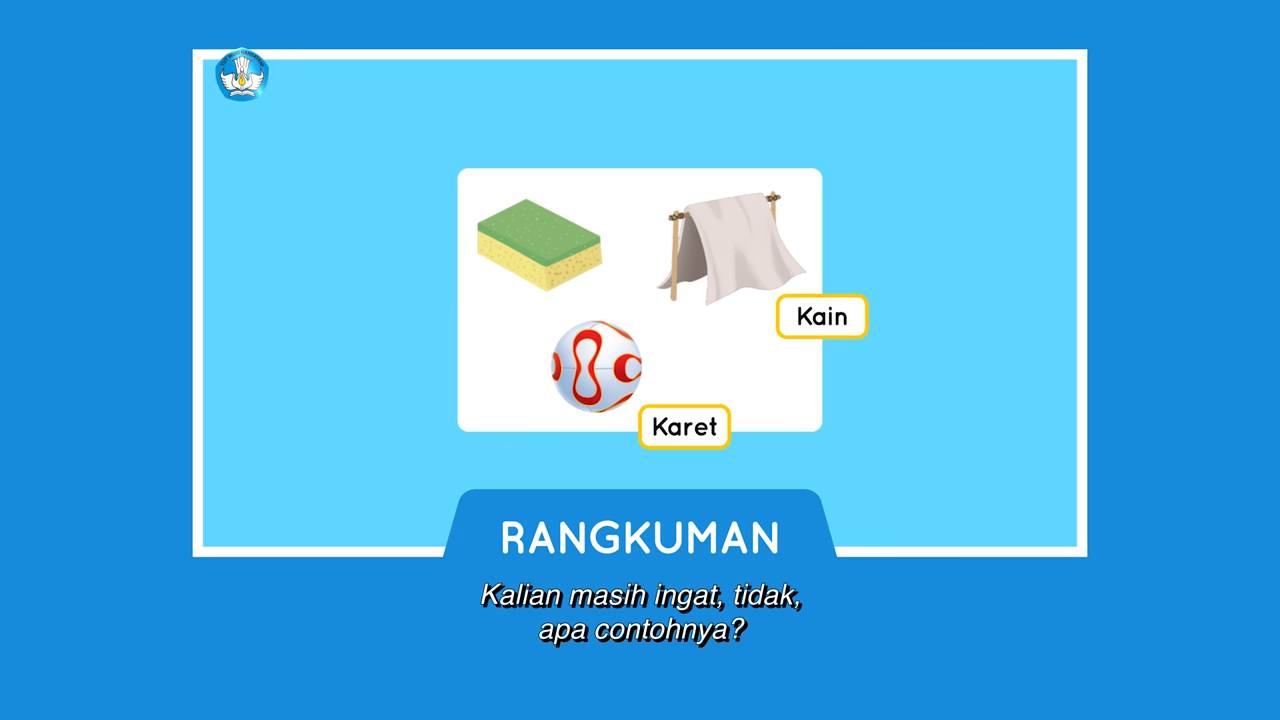 Kain
Karet
RANGKUMAN
Kalian masih ingat, tidak,
apa contohnya?